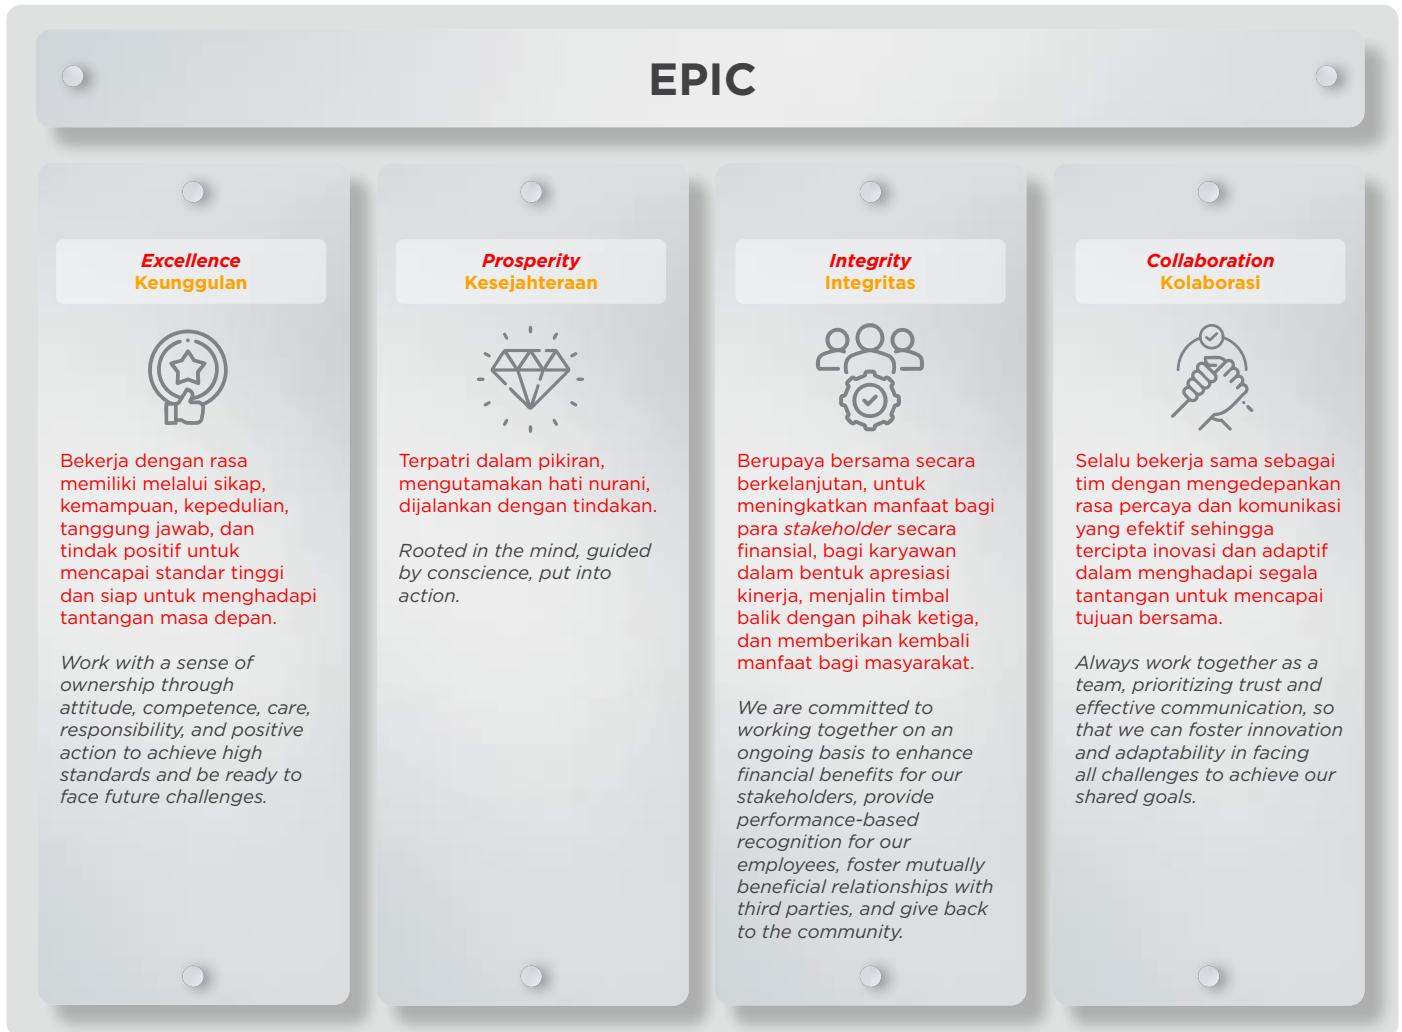 EPIC
Excellence
Keunggulan
Bekerja dengan rasa
memiliki melalui sikap,
kemampuan, kepedulian,
tanggung jawab, dan
tindak positif untuk
mencapai standar tinggi
dan siap untuk menghadapi
tantangan masa depan.
Work with a sense of
ownership through
attitude, competence, care,
responsibility, and positive
action to achieve high
standards and be ready to
face future challenges.
Prosperity
Kesejahteraan
Terpatri dalam pikiran,
mengutamakan hati nurani,
dijalankan dengan tindakan.
Rooted in the mind, guided
by conscience, put into
action.
Integrity
Integritas
Berupaya bersama secara
berkelanjutan, untuk
meningkatkan manfaat bagi
para stakeholder secara
finansial, bagi karyawan
dalam bentuk apresiasi
kinerja, menjalin timbal
balik dengan pihak ketiga,
dan memberikan kembali
manfaat bagi masyarakat.
We are committed to
working together on an
ongoing basis to enhance
financial benefits for our
stakeholders, provide
performance-based
recognition for our
employees, foster mutually
beneficial relationships with
third parties, and give back
to the community.
Collaboration
Kolaborasi
Selalu bekerja sama sebagai
tim dengan mengedepankan
rasa percaya dan komunikasi
yang efektif sehingga
tercipta inovasi dan adaptif
dalam menghadapi segala
tantangan untuk mencapai
tujuan bersama.
Always work together as a
team, prioritizing trust and
effective communication, so
that we can foster innovation
and adaptability in facing
all challenges to achieve our
shared goals.